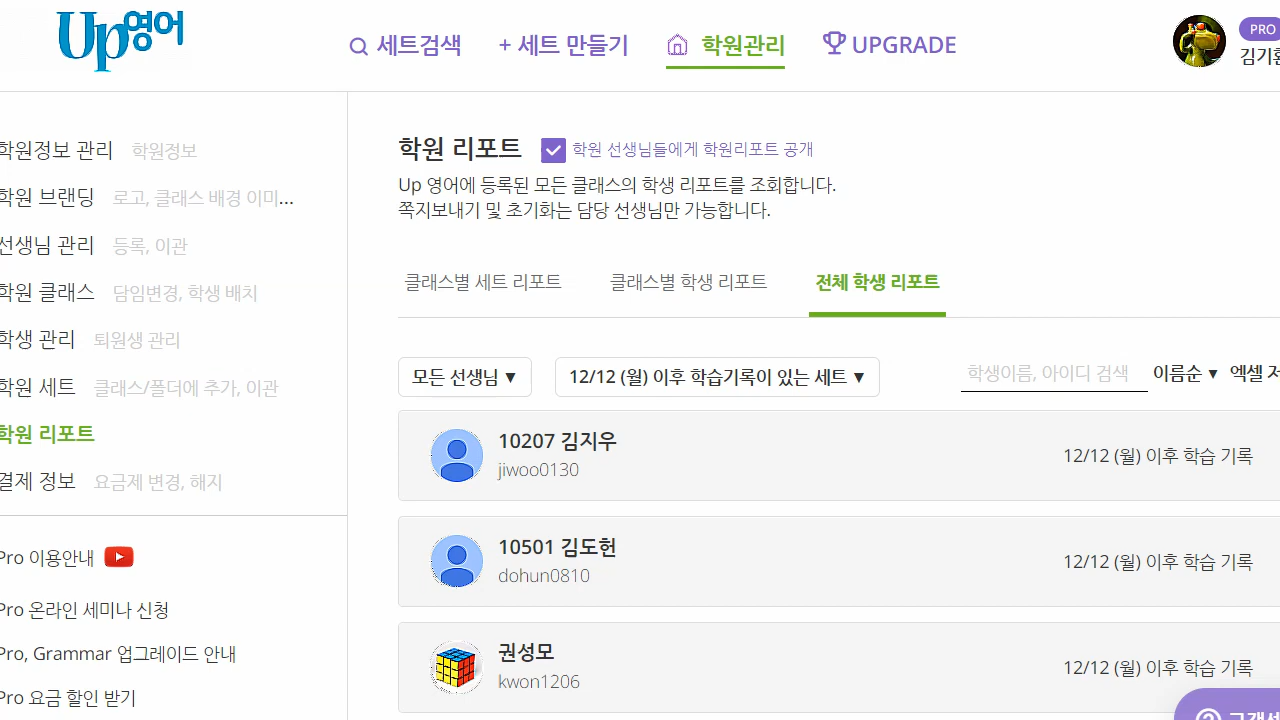 Up영어
세트검색
+ 세트 만들기
학원관리
UPGRADE
PRO
김기환
학원정보 관리 학원정보
학원 브랜딩 로고, 클래스 배경 이미...
선생님 관리 등록, 이관
학원 클래스 담임변경, 학생 배치
학생 관리 퇴원생 관리
학원 세트 클래스/폴더에 추가, 이관
학원 리포트
결제 정보 요금제 변경, 해지
Pro 이용안내
Pro 온라인 세미나 신청
Pro, Grammar 업그레이드 안내
Pro 요금 할인 받기
학원 리포트 학원 선생님들에게 학원리포트 공개
Up 영어에 등록된 모든 클래스의 학생 리포트를 조회합니다.
쪽지보내기 및 초기화는 담당 선생님만 가능합니다.
클래스별 세트 리포트
클래스별 학생 리포트
전체 학생 리포트
모든 선생님 ▼
12/12 (월) 이후 학습기록이 있는 세트 ▼
학생이름, 아이디 검색
이름순 ▼
엑셀 저
10207 김지우
jiwoo0130
12/12 (월) 이후 학습 기록
10501 김도헌
dohun0810
12/12 (월) 이후 학습 기록
권성모
kwon1206
12/12 (월) 이후 학습 기록